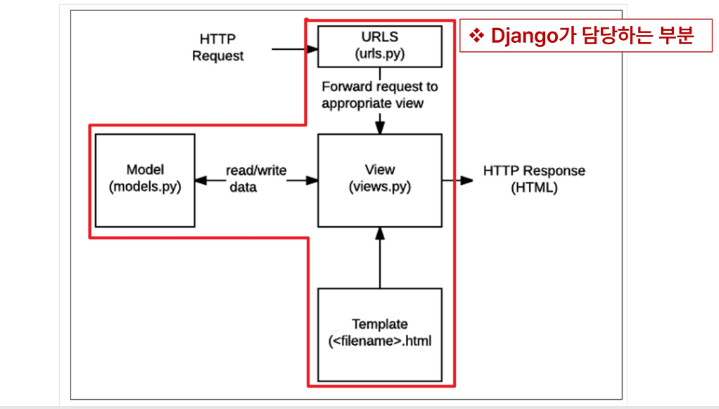 HTTP
Request
URLS
(urls.py)
❖ Django가 담당하는 부분
Forward request to
appropriate view
Model
(models.py)
read/write
data
View
(views.py)
HTTP Response
(HTML)
Template
(<filename>.html